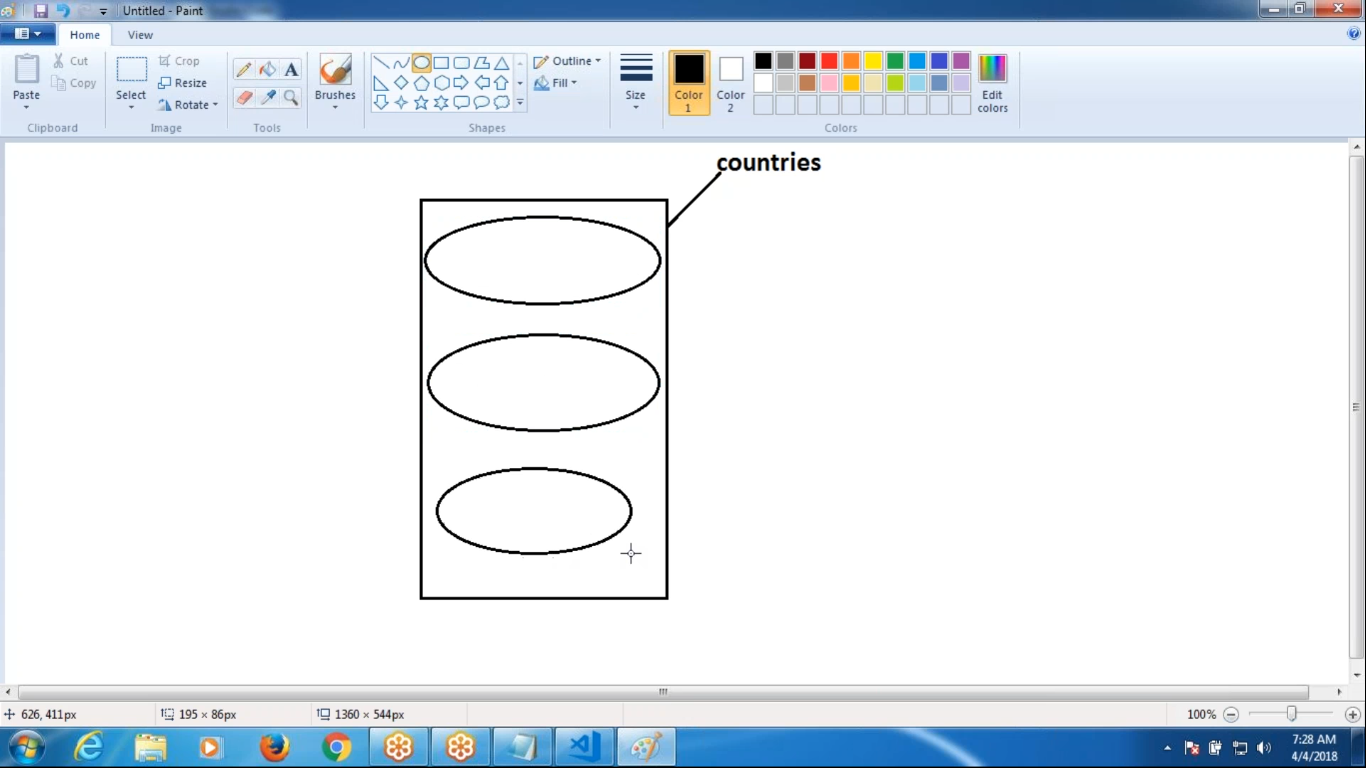 Untitled - Paint
Home View
Paste
Cut
Copy
Clipboard
Select
Crop
Resize
Rotate
Image
A
Tools
Brushes
Shapes
Outline
Fill
Size
Color 1
Color 2
Colors
Edit colors
countries
626, 411px 195 × 86px 1360 × 544px 100%
7:28 AM
4/4/2018